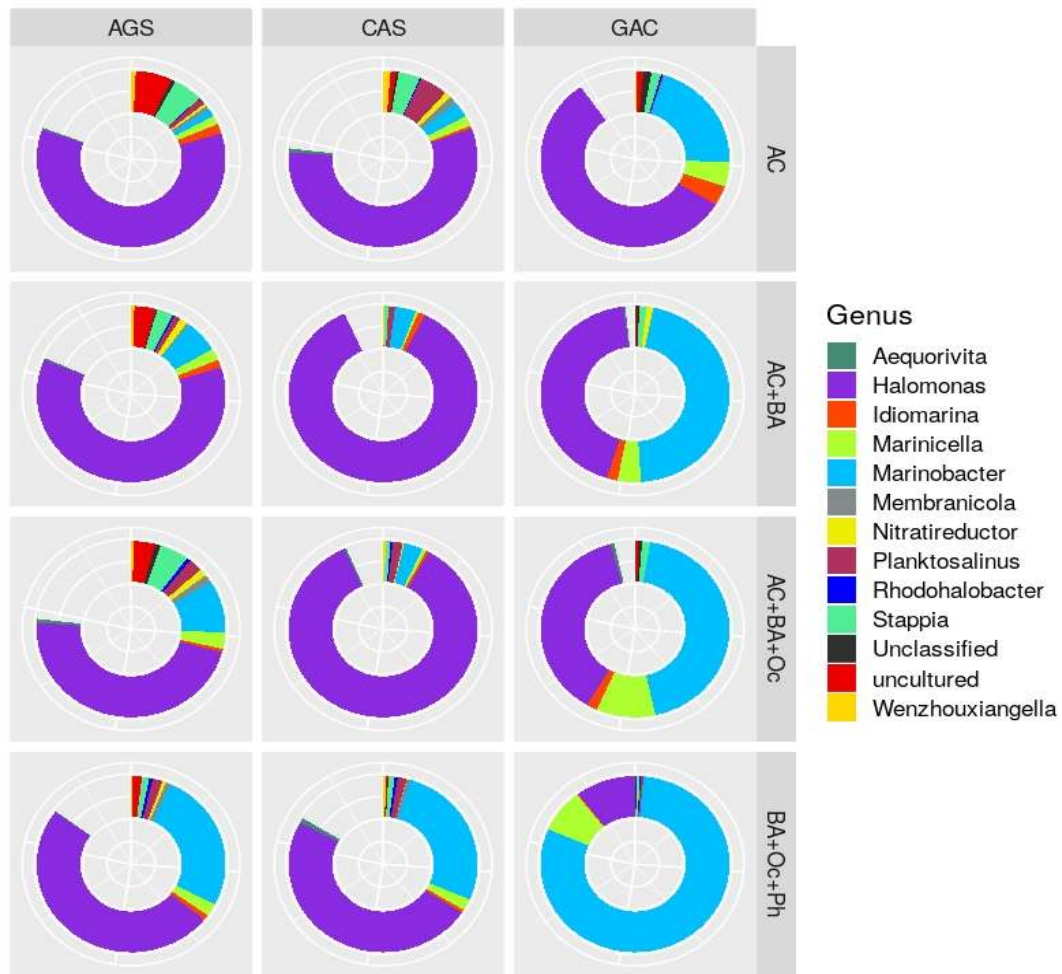 AGS
CAS
GAC
AC
AC+BA
AC+BA+Oc
BA+Oc+Ph
Genus
Aequorivita
Halomonas
Idiomarina
Marinicella
Marinobacter
Membranicola
Nitratireductor
Planktosalinus
Rhodohalobacter
Stappia
Unclassified
uncultured
Wenzhouxiangella